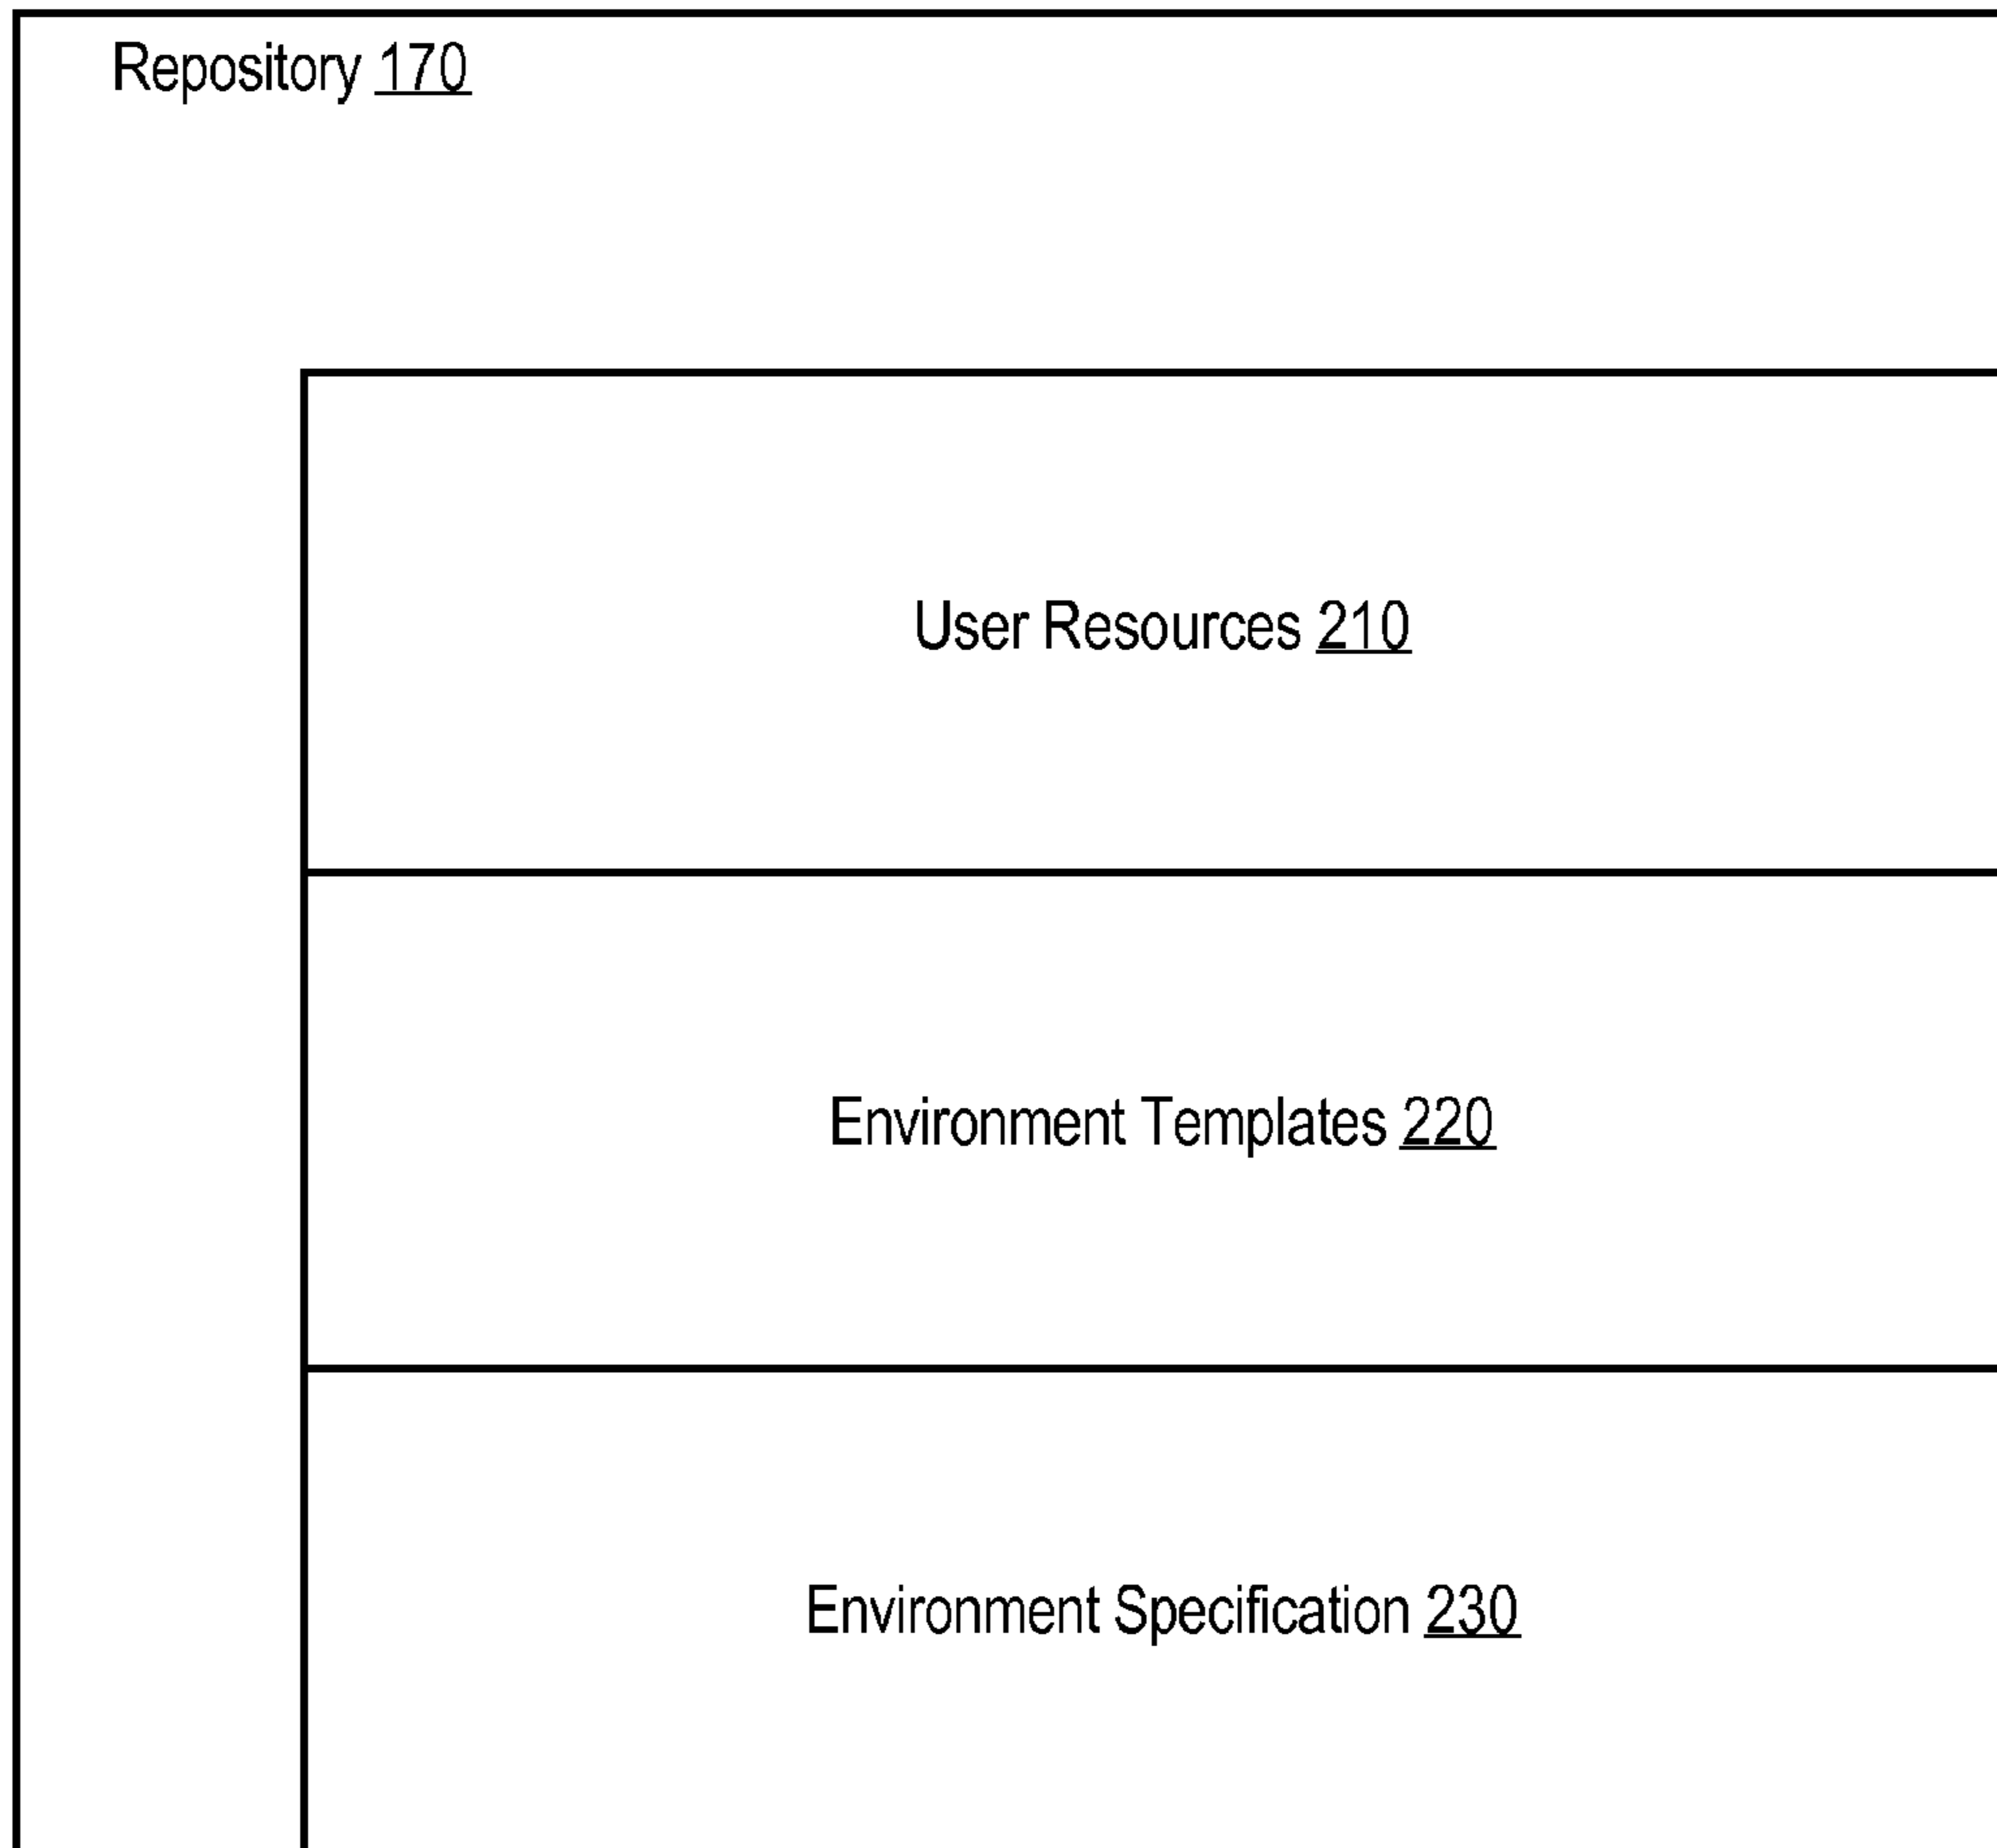 Repository 170
User Resources 210
Environment Templates 220
Environment Specification 230